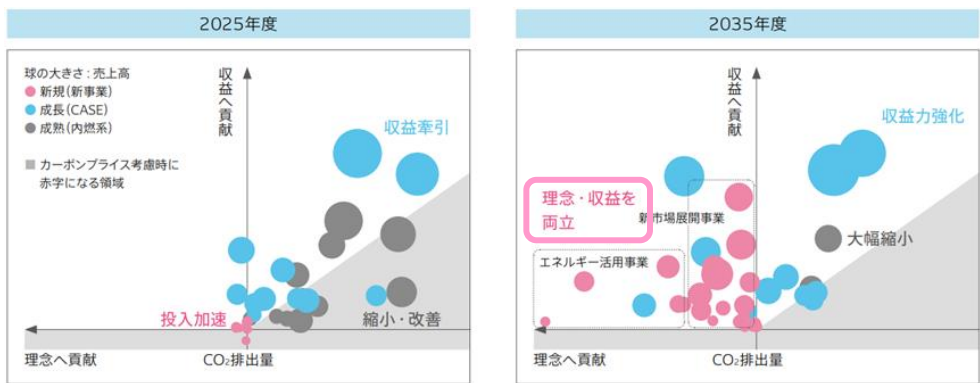 2025年度
球の大きさ:売上高
新規(新事業)
成長(CASE)
成熟(内燃系)
カーボンプライス考慮時に
赤字になる領域
収益へ貢献
収益牽引
投入加速
縮小・改善
理念へ貢献
CO₂排出量
2035年度
収益へ貢献
収益力強化
理念・収益を
両立
新市場展開事業
大幅縮小
エネルギー活用事業
理念へ貢献
CO₂排出量